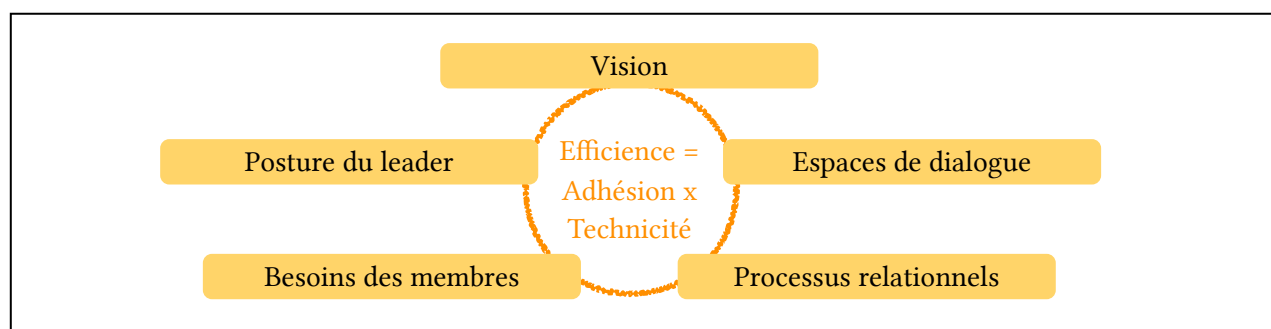 Vision
Posture du leader
Efficience =
Adhésion x
Technicité
Espaces de dialogue
Besoins des membres
Processus relationnels